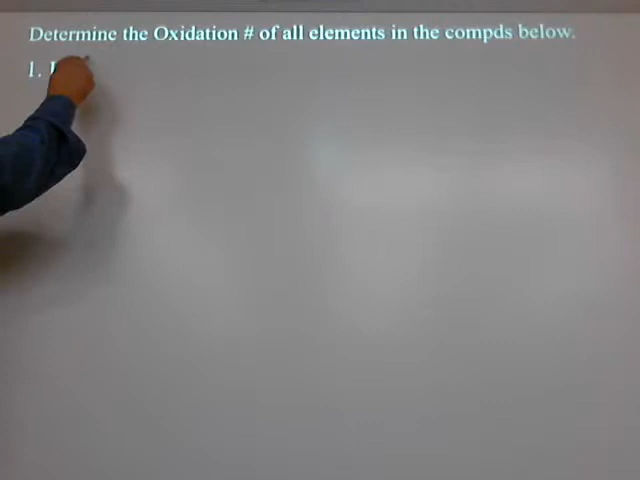 Determine the Oxidation # of all elements in the compds below.
1.